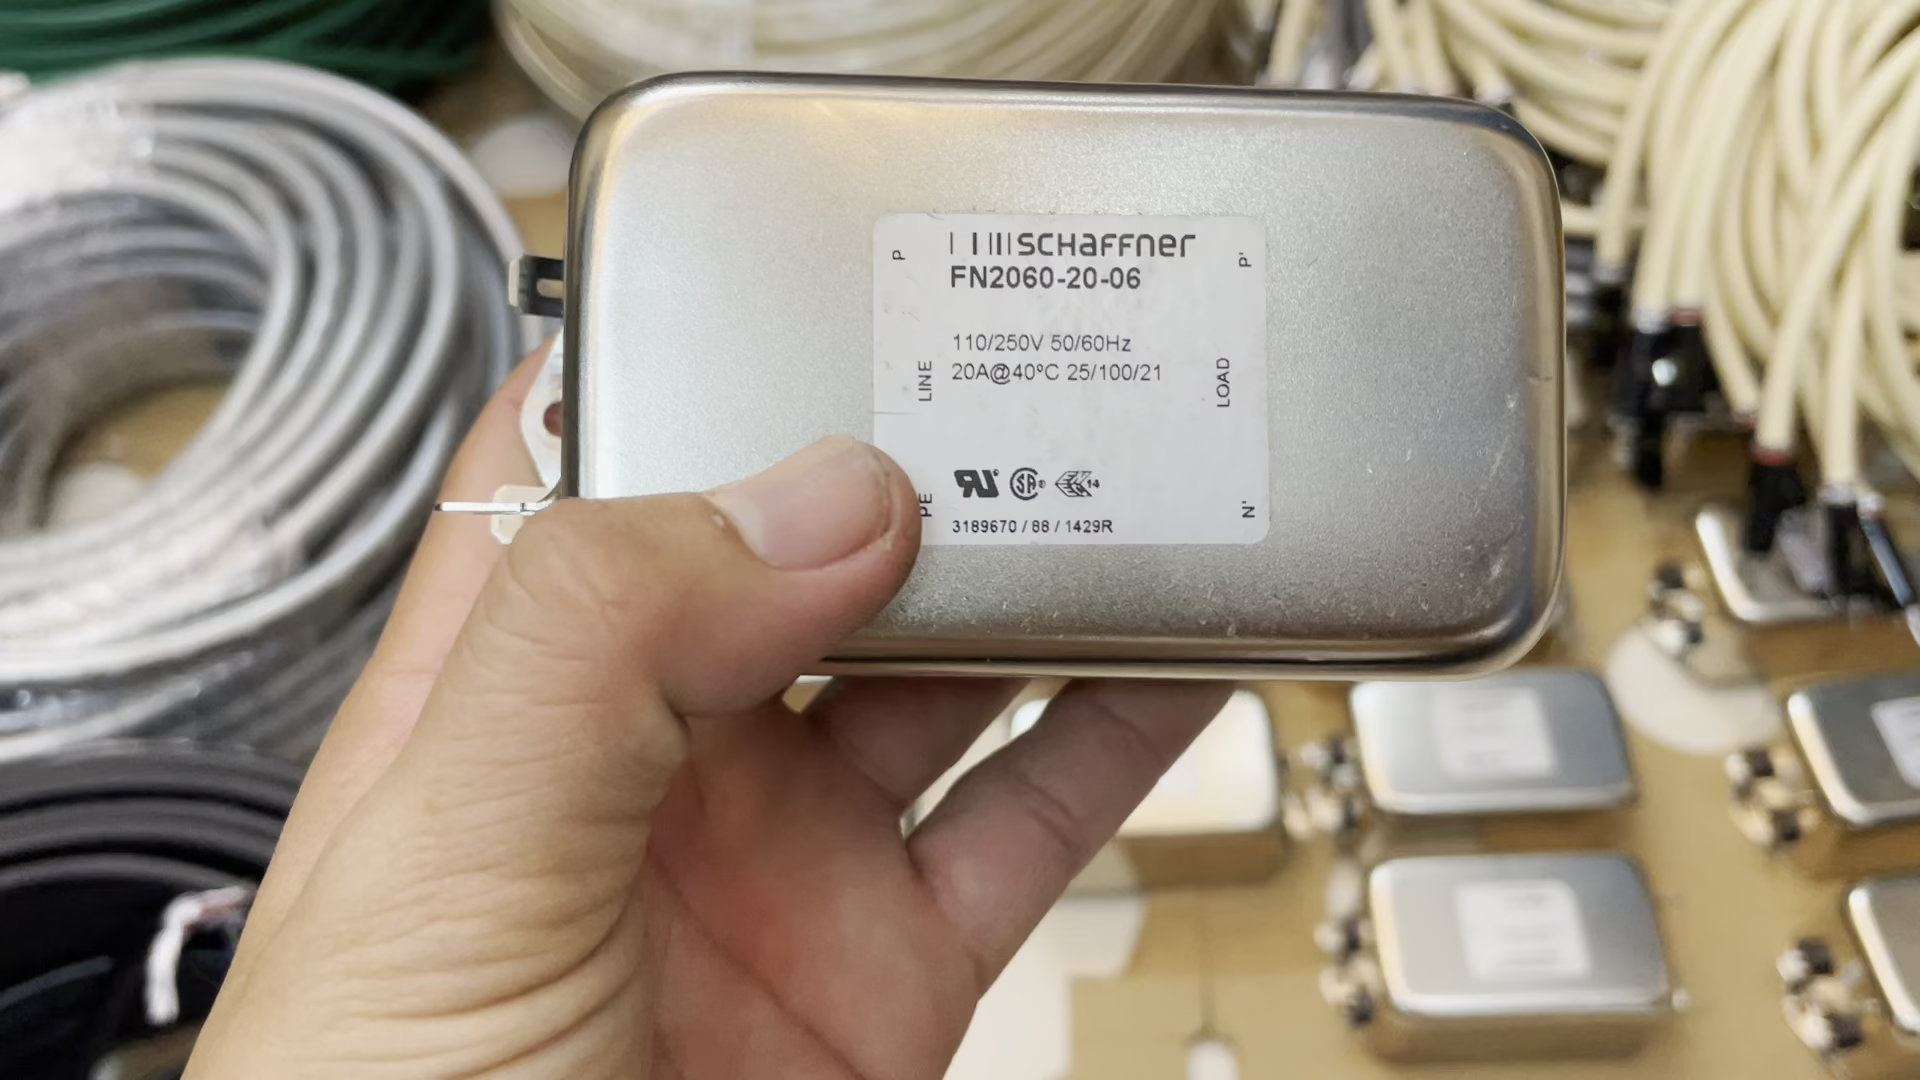 P
schaffner
P'
FN2060-20-06
110/250V 50/60Hz
LINE
20A@40°C 25/100/21
LOAD
PE
N'
3189670 / 88 / 1429R
14